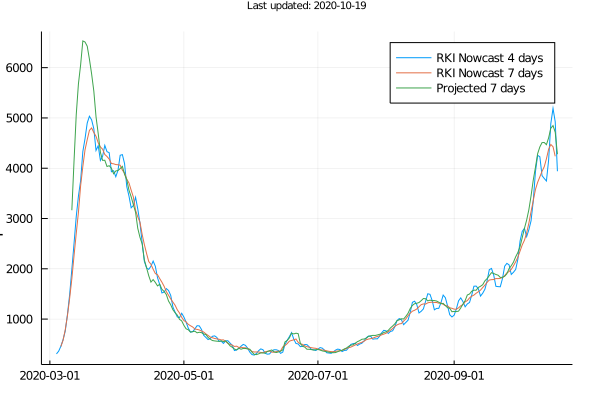 Last updated: 2020-10-19
RKI Nowcast 4 days
RKI Nowcast 7 days
Projected 7 days
6000
5000
4000
3000
2000
1000
2020-03-01
2020-05-01
2020-07-01
2020-09-01